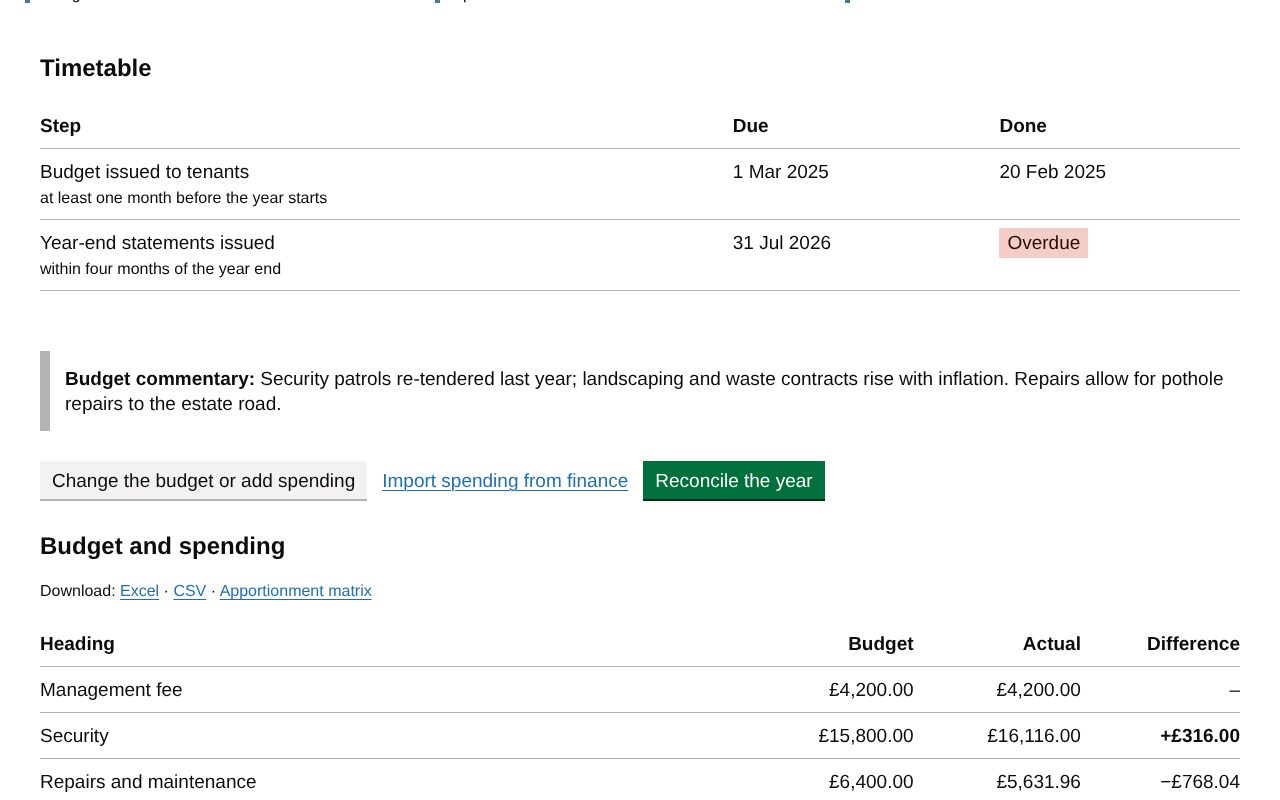 Timetable
Step Due Done
Budget issued to tenants 1 Mar 2025 20 Feb 2025
at least one month before the year starts
Year-end statements issued 31 Jul 2026 Overdue
within four months of the year end
Budget commentary: Security patrols re-tendered last year; landscaping and waste contracts rise with inflation. Repairs allow for pothole
repairs to the estate road.
Change the budget or add spending Import spending from finance Reconcile the year
Budget and spending
Download: Excel · CSV · Apportionment matrix
Heading Budget Actual Difference
Management fee £4,200.00 £4,200.00 –
Security £15,800.00 £16,116.00 +£316.00
Repairs and maintenance £6,400.00 £5,631.96 −£768.04